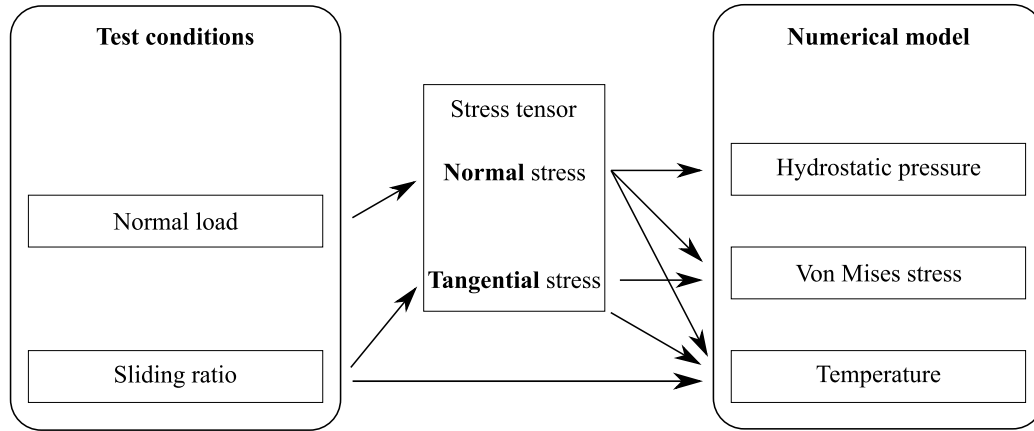 Test conditions
Normal load
Sliding ratio
Stress tensor
Normal stress
Tangential stress
Numerical model
Hydrostatic pressure
Von Mises stress
Temperature